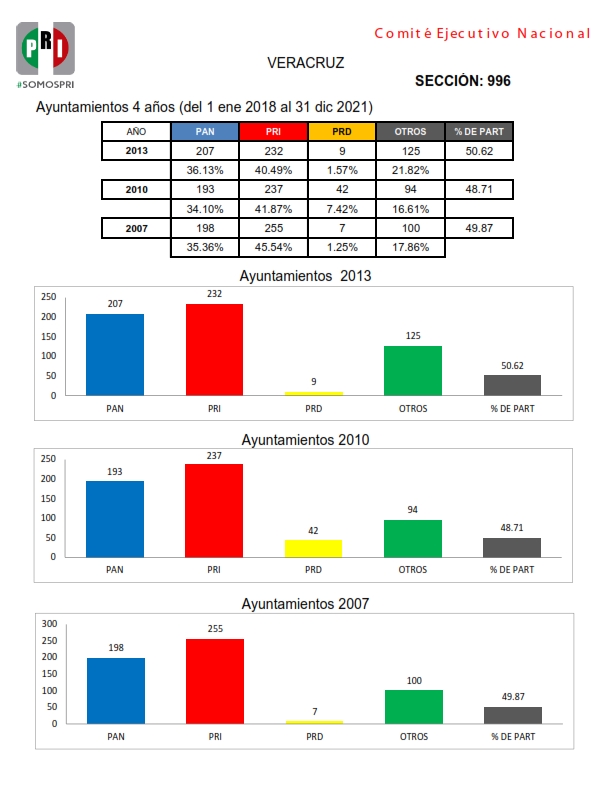 Comité Ejecutivo Nacional
PRI
#SOMOSPRI
VERACRUZ
SECCIÓN: 996
Ayuntamientos 4 años (del 1 ene 2018 al 31 dic 2021)
AÑO PAN PRI PRD OTROS % DE PART
2013 207 232 9 125 50.62
36.13% 40.49% 1.57% 21.82%
2010 193 237 42 94 48.71
34.10% 41.87% 7.42% 16.61%
2007 198 255 7 100 49.87
35.36% 45.54% 1.25% 17.86%
Ayuntamientos 2013
250
200
150
100
50
0
207 232 9 125 50.62
PAN PRI PRD OTROS % DE PART
Ayuntamientos 2010
250
200
150
100
50
0
193 237 42 94 48.71
PAN PRI PRD OTROS % DE PART
Ayuntamientos 2007
300
250
200
150
100
50
0
198 255 7 100 49.87
PAN PRI PRD OTROS % DE PART